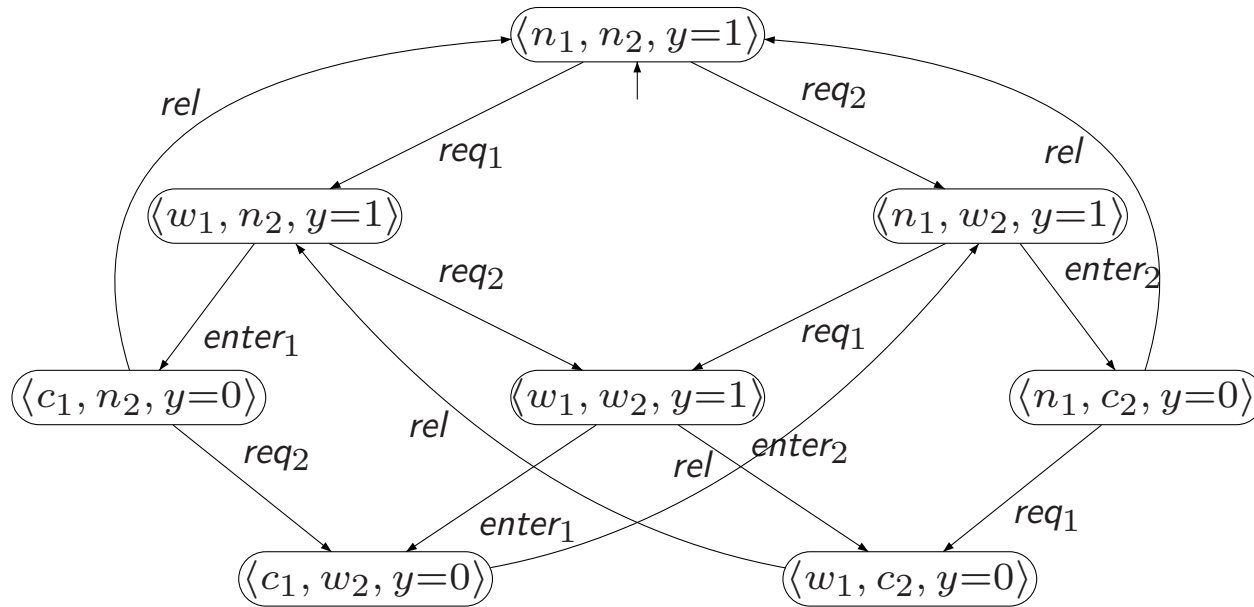 ⟨n₁, n₂, y=1⟩
rel
req₂
req₁
rel
⟨w₁, n₂, y=1⟩
⟨n₁, w₂, y=1⟩
req₂
enter₂
enter₁
req₁
⟨c₁, n₂, y=0⟩
⟨w₁, w₂, y=1⟩
⟨n₁, c₂, y=0⟩
rel
req₂
rel
enter₂
enter₁
req₁
⟨c₁, w₂, y=0⟩
⟨w₁, c₂, y=0⟩